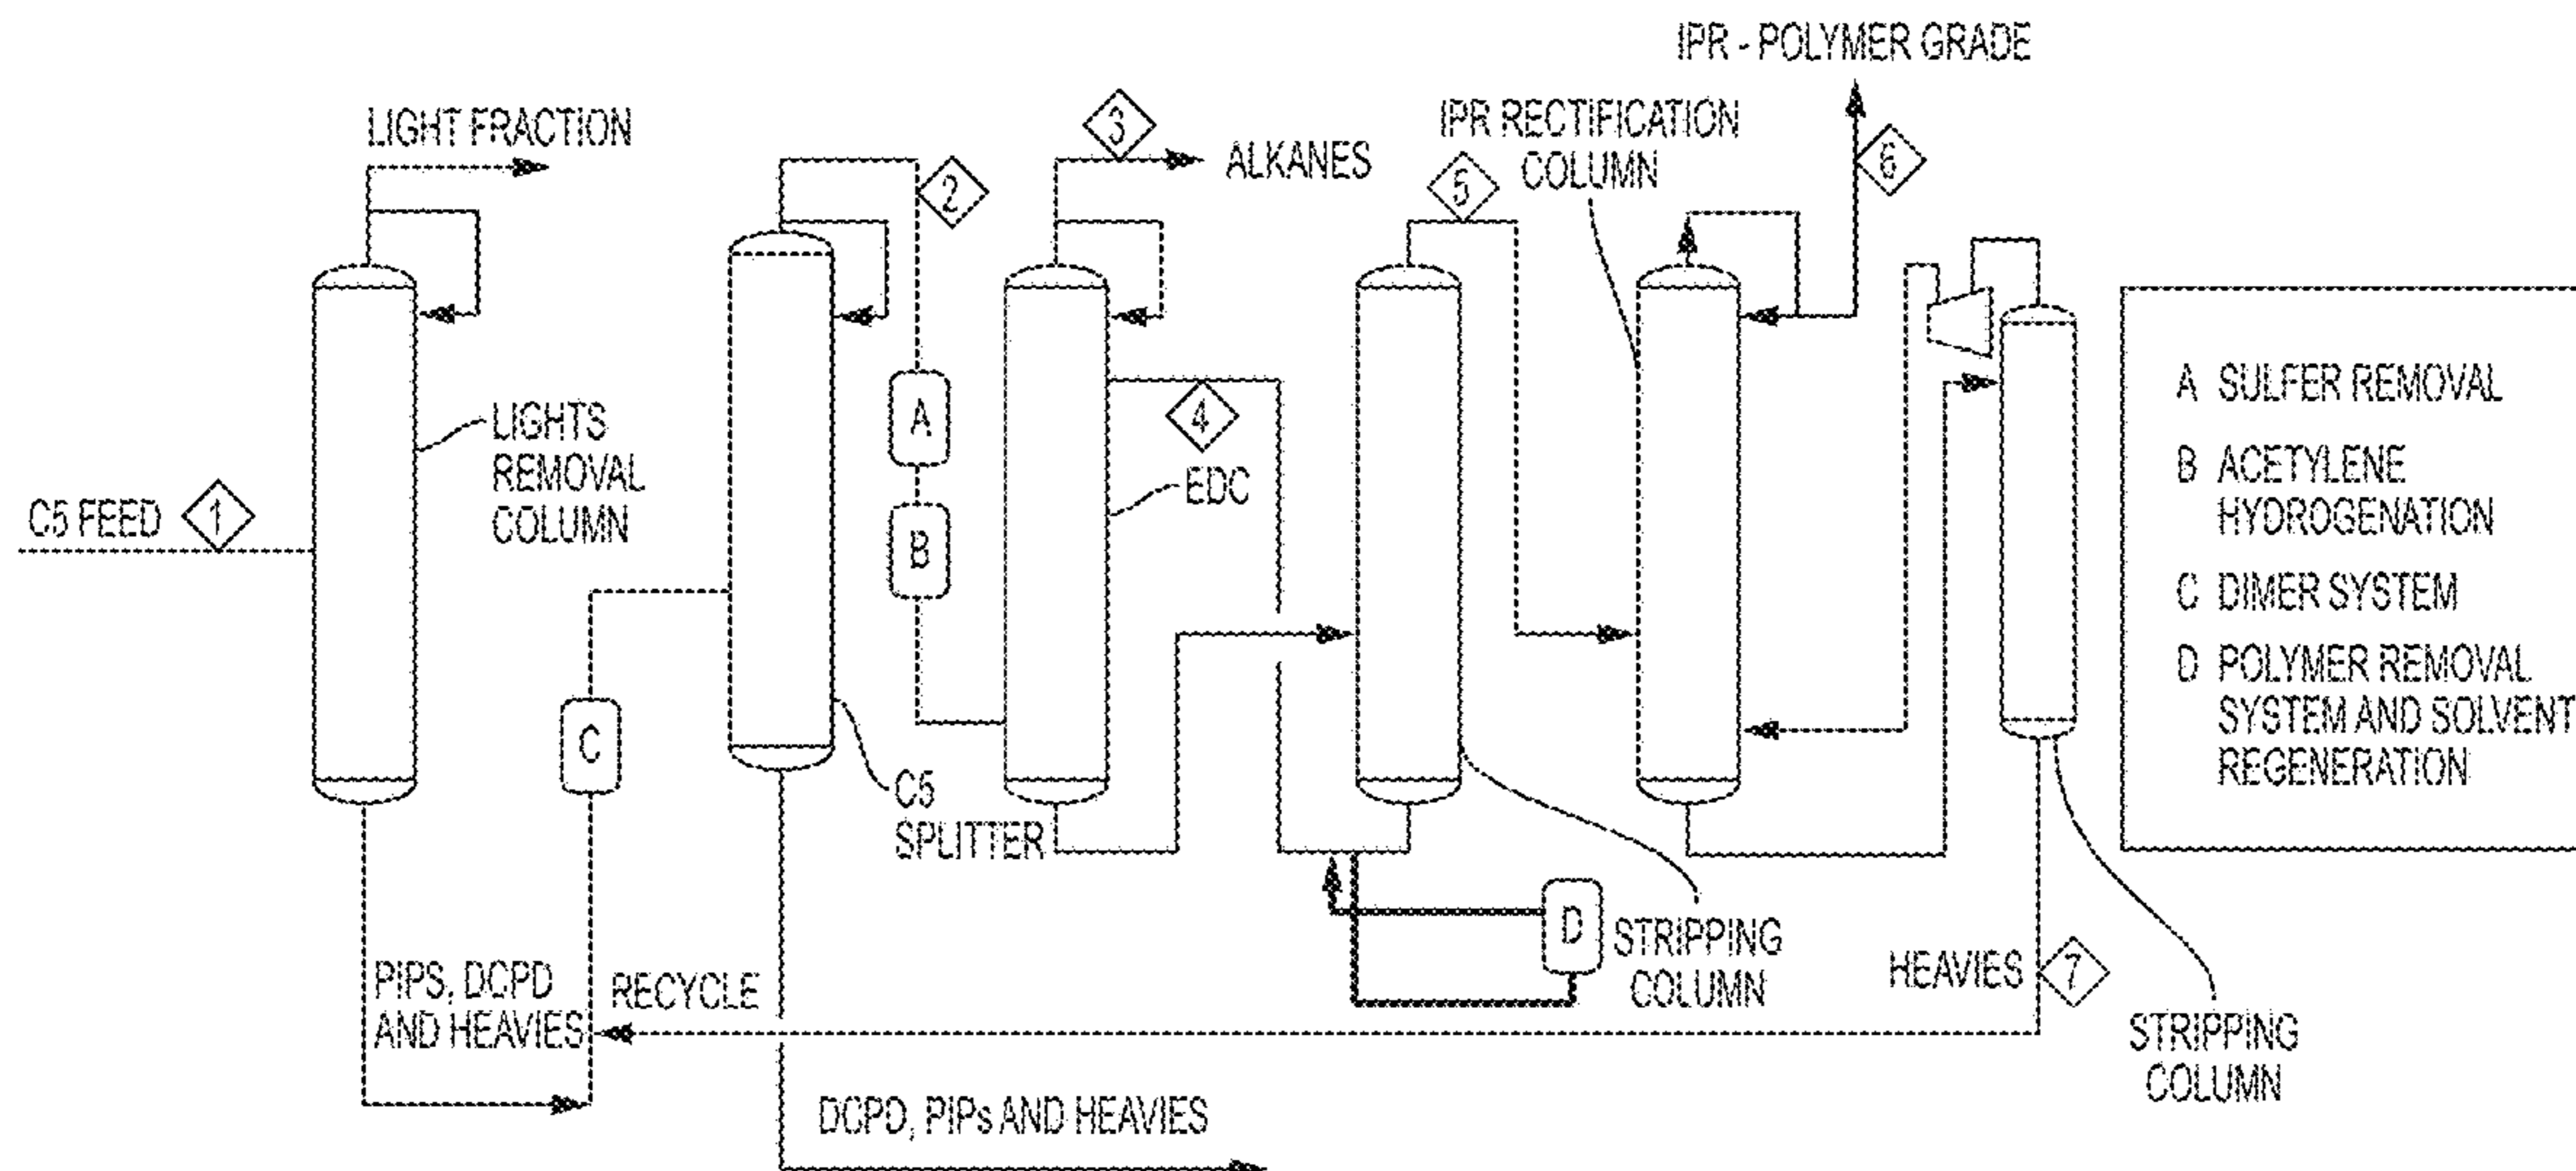 IPR - POLYMER GRADE
LIGHT FRACTION
3
ALKANES
IPR RECTIFICATION
COLUMN
2
5
6
LIGHTS
REMOVAL
COLUMN
C5 FEED
1
A
B
4
EDC
A SULFER REMOVAL
B ACETYLENE
HYDROGENATION
C DIMER SYSTEM
D POLYMER REMOVAL
SYSTEM AND SOLVENT
REGENERATION
C
C5
SPLITTER
D
STRIPPING
COLUMN
PIPS, DCPD
AND HEAVIES
RECYCLE
HEAVIES
7
STRIPPING
COLUMN
DCPD, PIPs AND HEAVIES